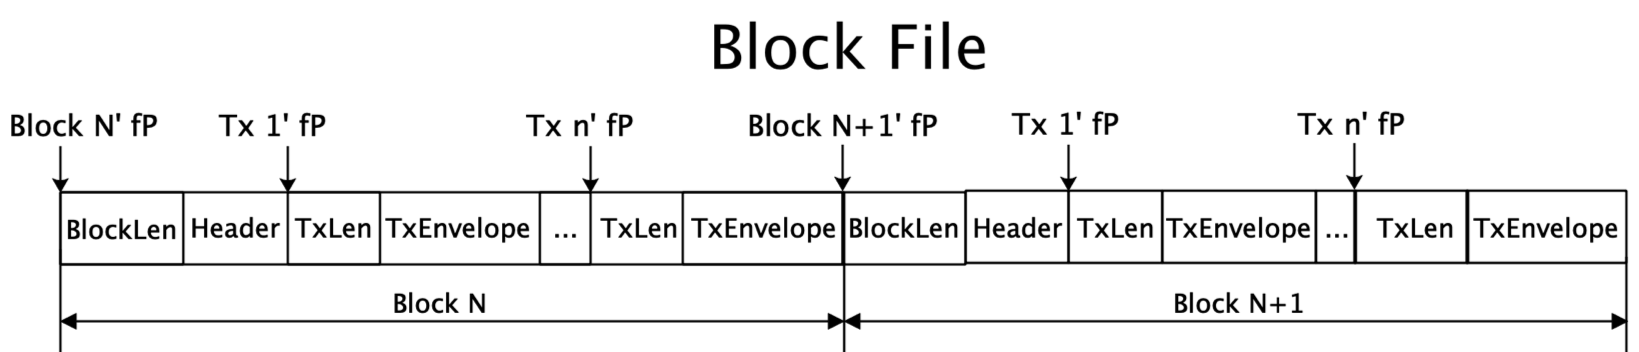 Block File
Block N' fP Tx 1' fP Tx n' fP Block N+1' fP Tx 1' fP Tx n' fP
BlockLen Header TxLen TxEnvelope ... TxLen TxEnvelope BlockLen Header TxLen TxEnvelope ... TxLen TxEnvelope
Block N Block N+1